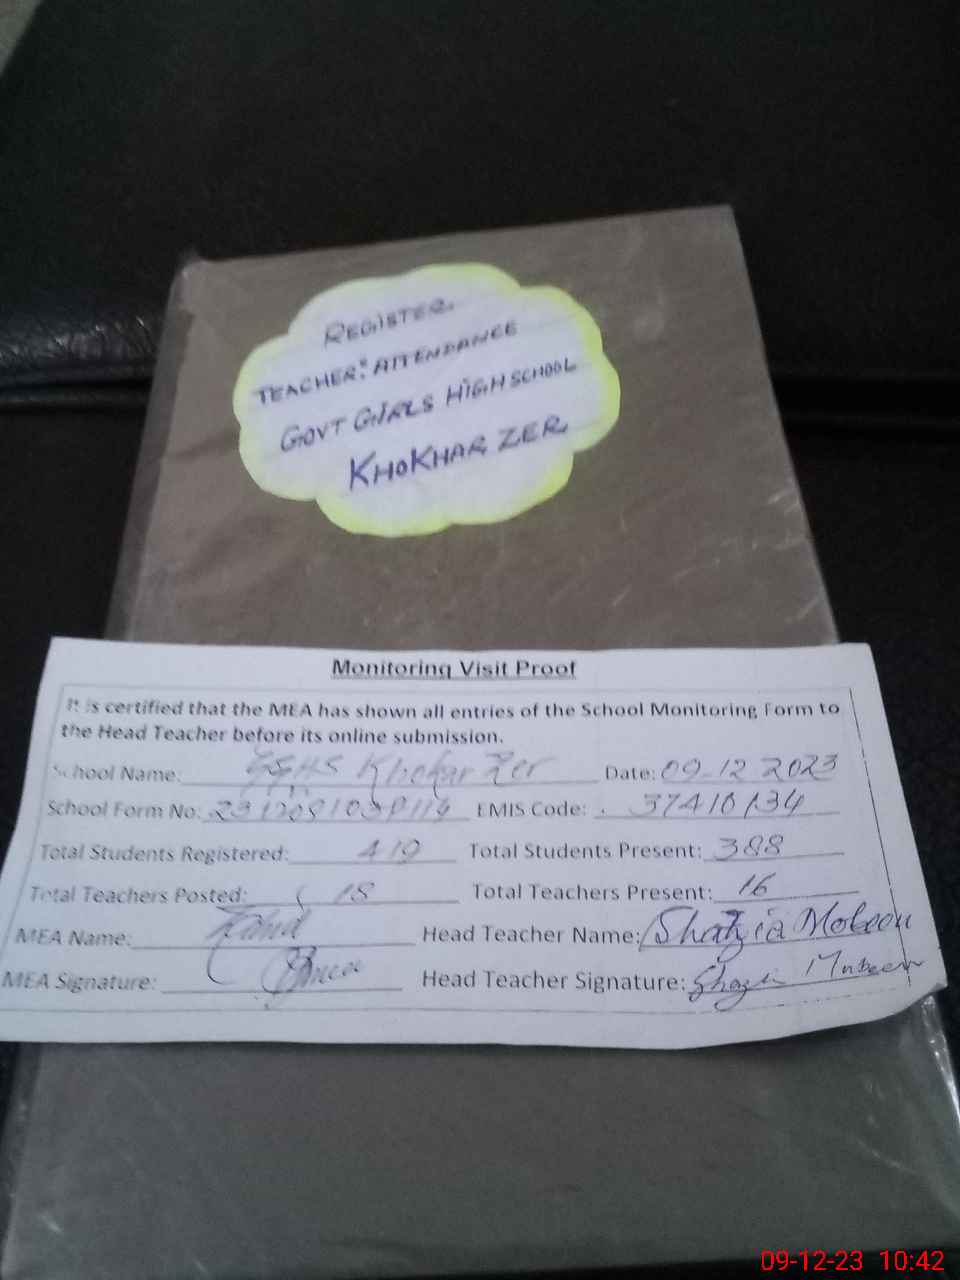 REGISTER
TEACHER: ATTENDANCE
GOVT GIRLS HIGH SCHOOL
KHOKHAR ZER
Monitoring Visit Proof
It is certified that the MEA has shown all entries of the School Monitoring Form to
the Head Teacher before its online submission.
School Name: GGHS Khokar Zer Date: 09-12 2023
School Form No: EMIS Code: 37410134
Total Students Registered: 419 Total Students Present: 388
Total Teachers Posted: 18 Total Teachers Present: 16
MEA Name: Head Teacher Name: Shazia Mobeen
MEA Signature: Head Teacher Signature: Mubeen
09-12-23 10:42